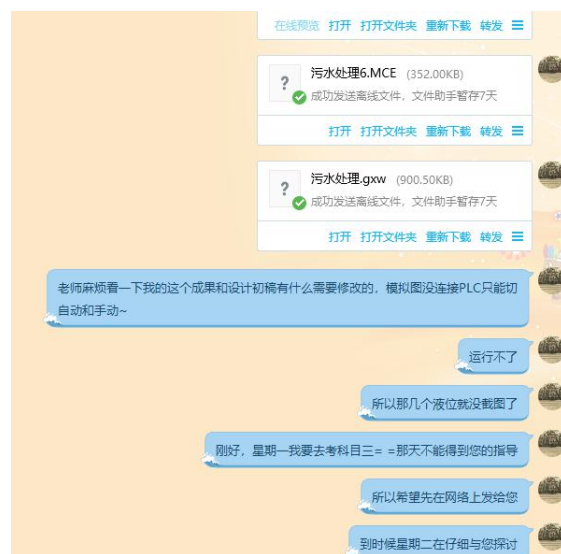 在线预览 打开 打开文件夹 重新下载 转发
污水处理6.MCE (352.00KB)
成功发送离线文件，文件助手暂存7天
打开 打开文件夹 重新下载 转发
污水处理.gxw (900.50KB)
成功发送离线文件，文件助手暂存7天
打开 打开文件夹 重新下载 转发
老师麻烦看一下我的这个成果和设计初稿有什么需要修改的，模拟图没连接PLC只能切
自动和手动~
运行不了
所以那几个液位就没截图了
刚好，星期一我要去考科目三= =那天不能得到您的指导
所以希望先在网络上发给您
到时候星期二在仔细与您探讨